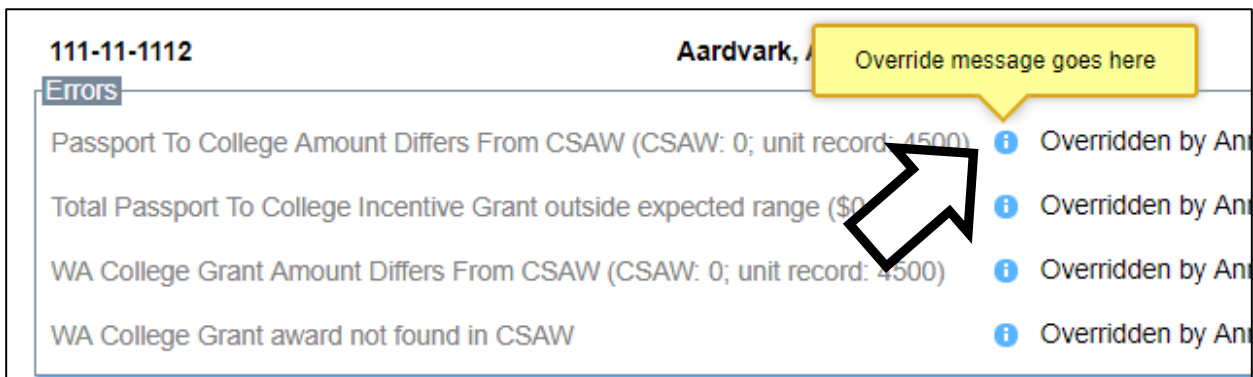 111-11-1112 Aardvark,
Override message goes here
Errors
Passport To College Amount Differs From CSAW (CSAW: 0; unit record: 4500) Overridden by
Total Passport To College Incentive Grant outside expected range ($0 Overridden by
WA College Grant Amount Differs From CSAW (CSAW: 0; unit record: 4500) Overridden by
WA College Grant award not found in CSAW Overridden by